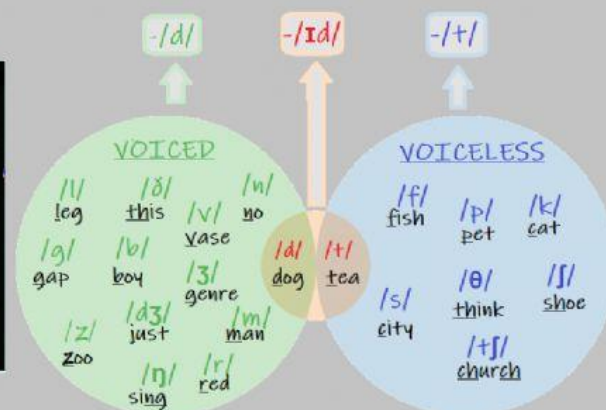 -/d/ -/ɪd/ -/t/
VOICED
/l/ /ð/ /n/
leg this no
/v/
vase
/g/ /b/ /ʒ/
gap boy genre
/z/ /dʒ/ /m/
zoo just man
/ŋ/ /r/
sing red
/d/ /t/
dog tea
VOICELESS
/f/ /p/ /k/
fish pet cat
/s/ /θ/ /ʃ/
city think shoe
/tʃ/
church